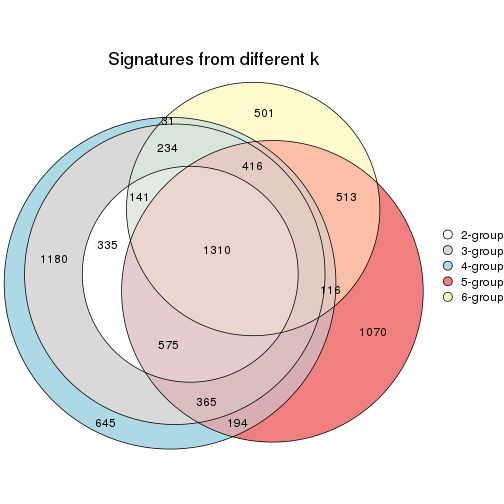 Signatures from different k
501
31
234
416
141
513
335
1310
1180
116
1070
575
365
645
194
2-group
3-group
4-group
5-group
6-group